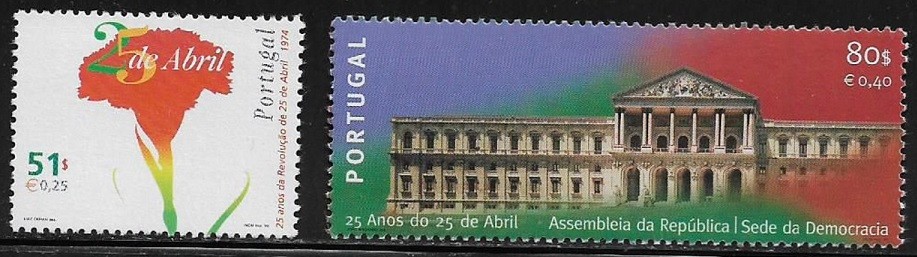 25
de Abril
Portugal
25 anos da Revolução de 25 de Abril 1974
51$
€0,25
PORTUGAL
80$
€0,40
25 Anos do 25 de Abril Assembleia da República | Sede da Democracia